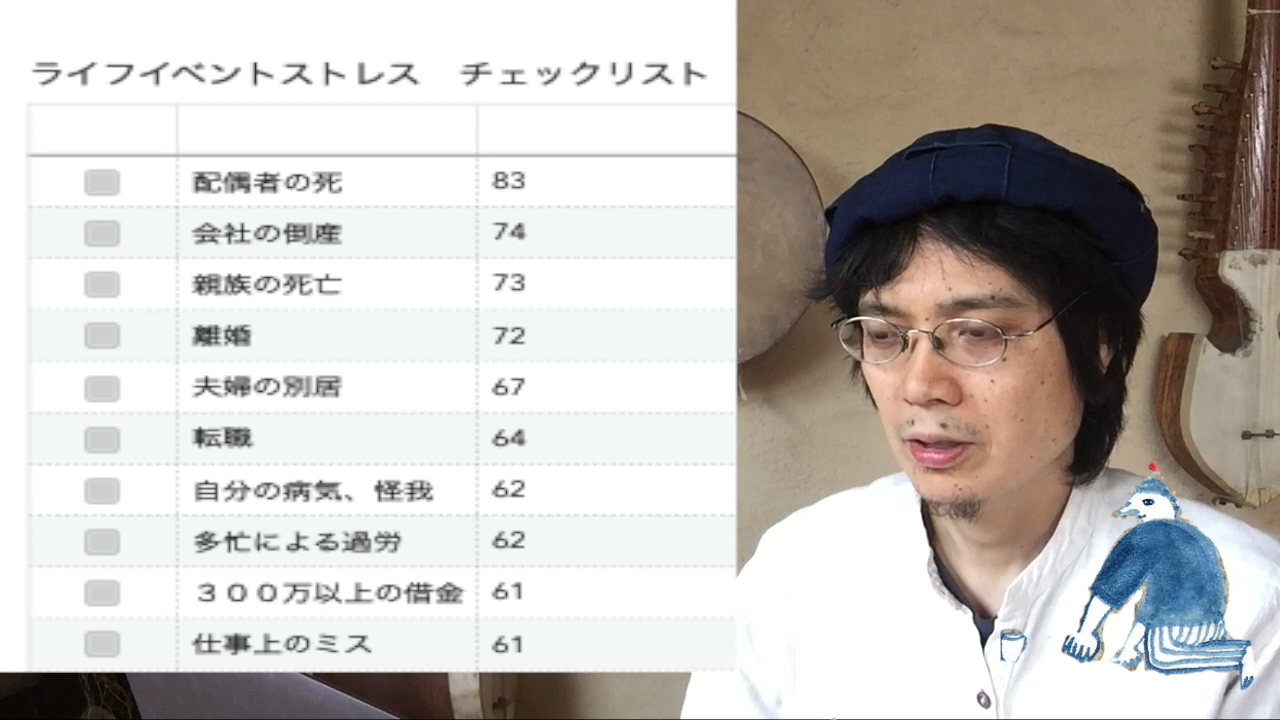 ライフイベントストレス　チェックリスト
配偶者の死 83
会社の倒産 74
親族の死亡 73
離婚 72
夫婦の別居 67
転職 64
自分の病気、怪我 62
多忙による過労 62
３００万以上の借金 61
仕事上のミス 61